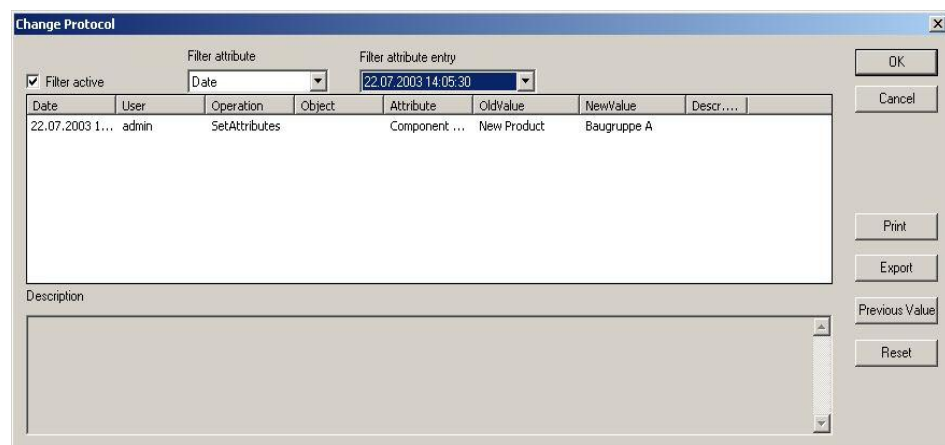 Change Protocol
Filter attribute Filter attribute entry
Filter active Date 22.07.2003 14:05:30
Date User Operation Object Attribute OldValue NewValue Descr....
22.07.2003 1... admin SetAttributes Component ... New Product Baugruppe A
Description
OK
Cancel
Print
Export
Previous Value
Reset